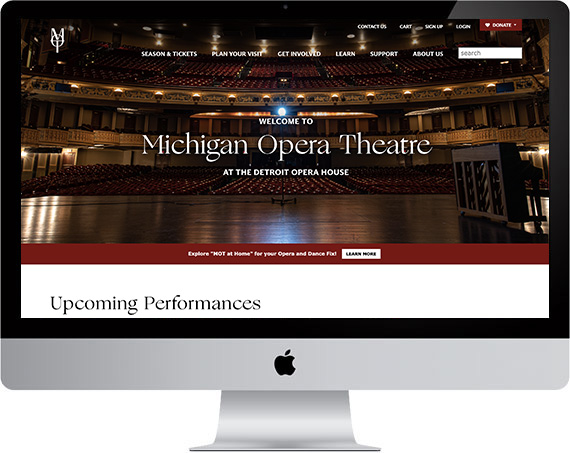 CONTACT US CART SIGN UP LOGIN DONATE
MOT
SEASON & TICKETS PLAN YOUR VISIT GET INVOLVED LEARN SUPPORT ABOUT US search
WELCOME TO
Michigan Opera Theatre
AT THE DETROIT OPERA HOUSE
Explore "MOT at Home" for your Opera and Dance Fix! LEARN MORE
Upcoming Performances